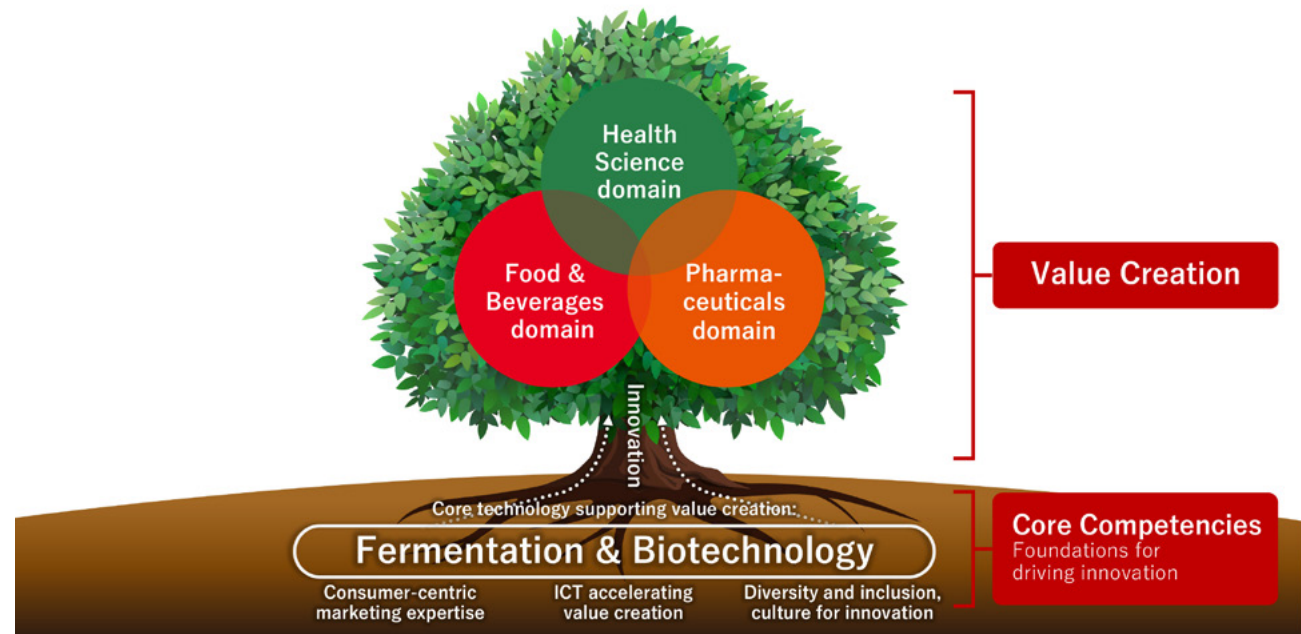 Health
Science
domain
Food &
Beverages
domain
Pharma-
ceuticals
domain
Value Creation
Innovation
Core technology supporting value creation:
Fermentation & Biotechnology
Consumer-centric
marketing expertise
ICT accelerating
value creation
Diversity and inclusion,
culture for innovation
Core Competencies
Foundations for
driving innovation